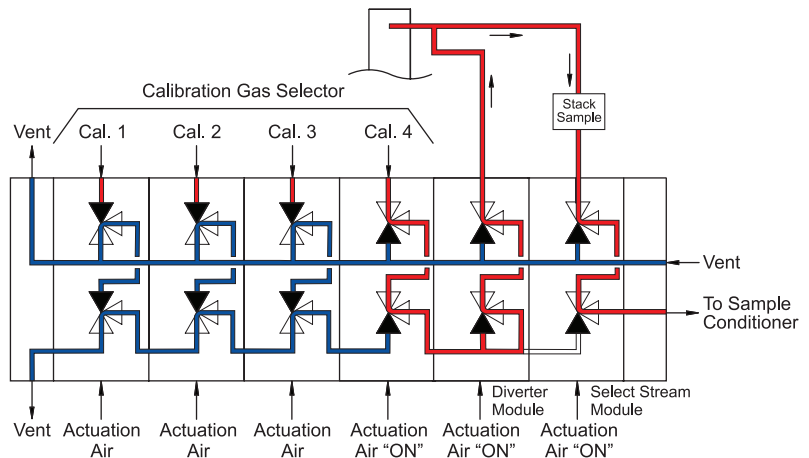 Calibration Gas Selector
Stack
Sample
Vent
Cal. 1
Cal. 2
Cal. 3
Cal. 4
Vent
To Sample
Conditioner
Diverter
Module
Select Stream
Module
Vent
Actuation
Air
Actuation
Air
Actuation
Air
Actuation
Air “ON”
Actuation
Air “ON”
Actuation
Air “ON”